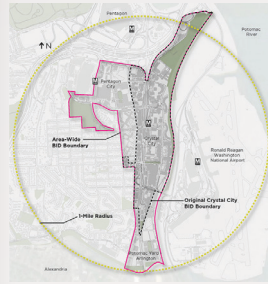 Pentagon
Potomac
River
N
M
Pentagon
City
M
Crystal
City
M
M
Area-Wide
BID Boundary
Ronald Reagan
Washington
National Airport
Original Crystal City
BID Boundary
1-Mile Radius
Potomac Yard
Arlington
Alexandria